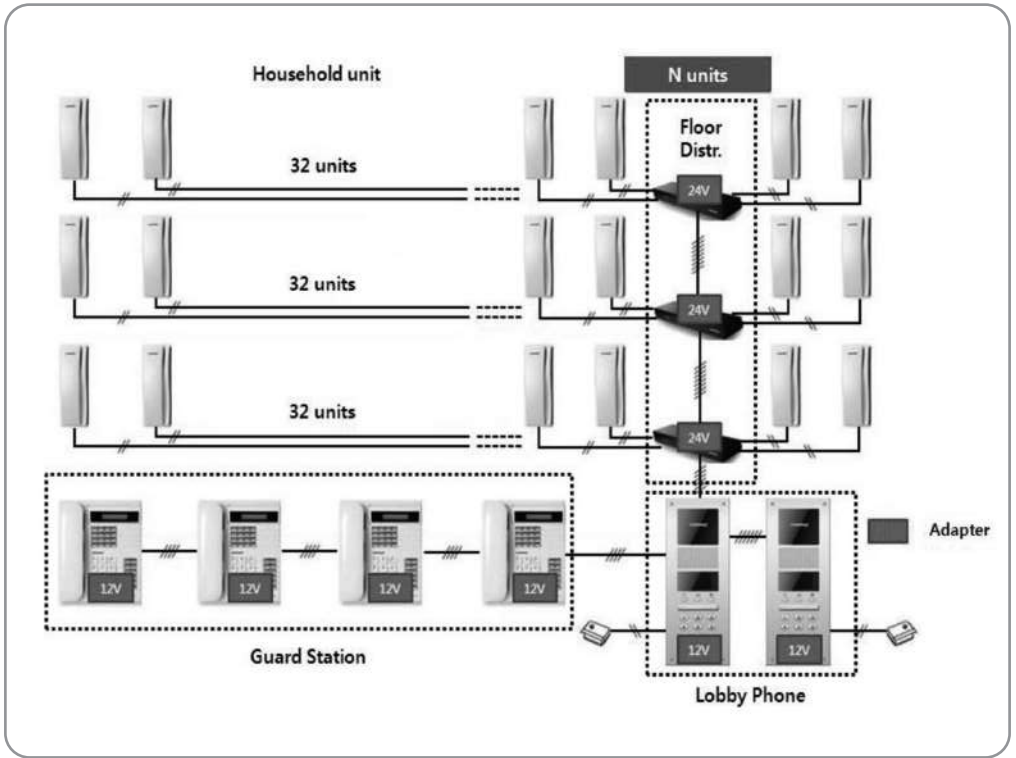 Household unit
N units
Floor
Distr.
32 units
24V
32 units
24V
32 units
24V
12V
12V
12V
12V
Adapter
12V
12V
Guard Station
Lobby Phone